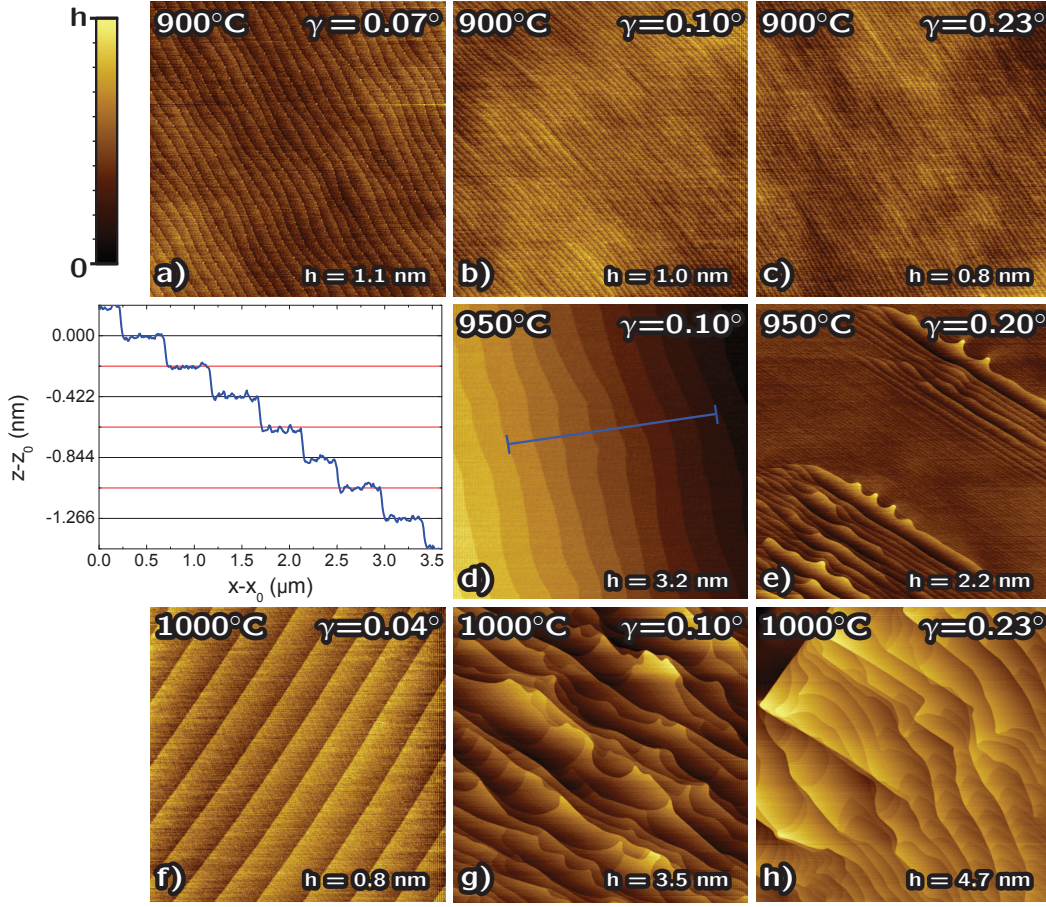 h
0
900°C γ=0.07°
a) h = 1.1 nm
900°C γ=0.10°
b) h = 1.0 nm
900°C γ=0.23°
c) h = 0.8 nm
0.000
-0.422
-0.844
-1.266
z-z0 (nm)
0.0 0.5 1.0 1.5 2.0 2.5 3.0 3.5
x-x0 (µm)
950°C γ=0.10°
d) h = 3.2 nm
950°C γ=0.20°
e) h = 2.2 nm
1000°C γ=0.04°
f) h = 0.8 nm
1000°C γ=0.10°
g) h = 3.5 nm
1000°C γ=0.23°
h) h = 4.7 nm